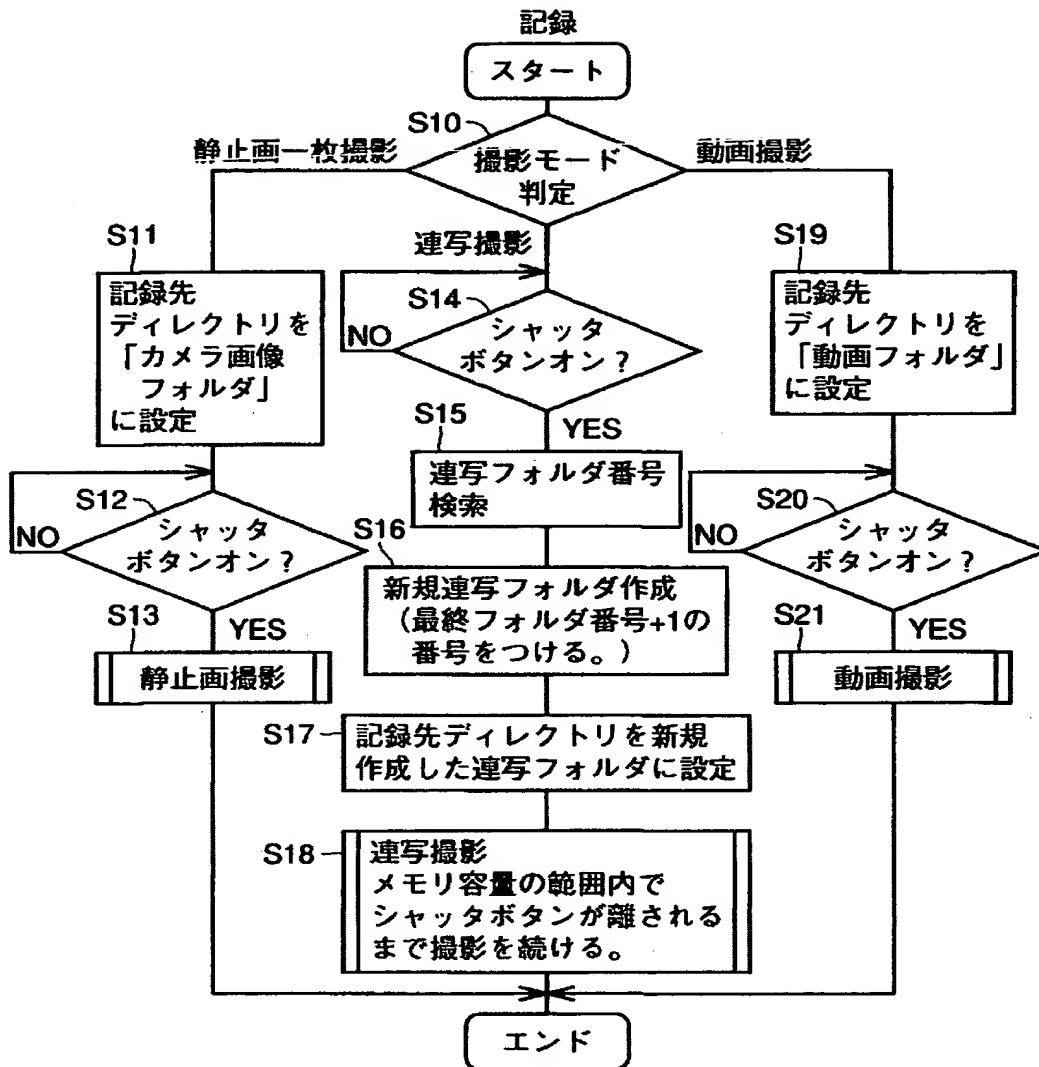 記録
スタート
S10
撮影モード
判定
静止画一枚撮影
連写撮影
動画撮影
S11
記録先
ディレクトリを
「カメラ画像
フォルダ」
に設定
S12
シャッタ
ボタンオン？
NO
YES
S13
静止画撮影
S14
シャッタ
ボタンオン？
NO
YES
S15
連写フォルダ番号
検索
S16
新規連写フォルダ作成
（最終フォルダ番号+1の
番号をつける。）
S17
記録先ディレクトリを新規
作成した連写フォルダに設定
S18
連写撮影
メモリ容量の範囲内で
シャッタボタンが離される
まで撮影を続ける。
S19
記録先
ディレクトリを
「動画フォルダ」
に設定
S20
シャッタ
ボタンオン？
NO
YES
S21
動画撮影
エンド